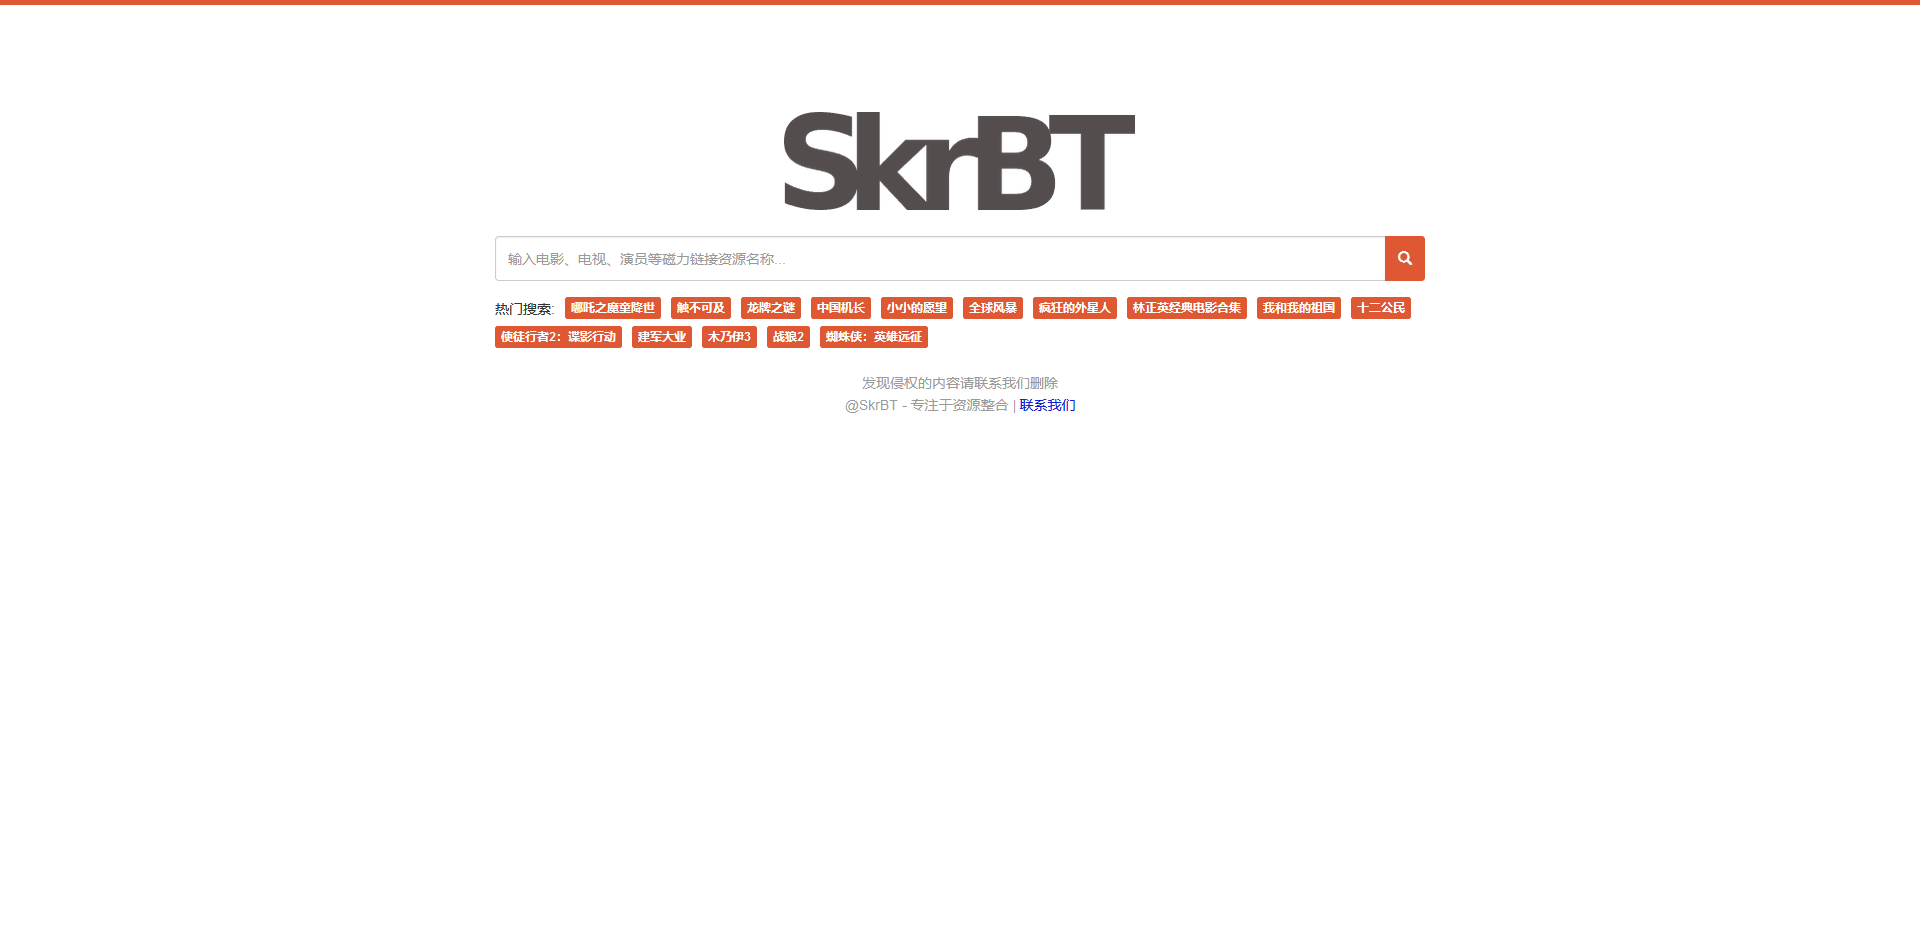 SkrBT
输入电影、电视、演员等磁力链接资源名称...
热门搜索: 哪吒之魔童降世 触不可及 龙牌之谜 中国机长 小小的愿望 全球风暴 疯狂的外星人 林正英经典电影合集 我和我的祖国 十二公民
使徒行者2：谍影行动 建军大业 木乃伊3 战狼2 蜘蛛侠：英雄远征
发现侵权的内容请联系我们删除
@SkrBT - 专注于资源整合 | 联系我们